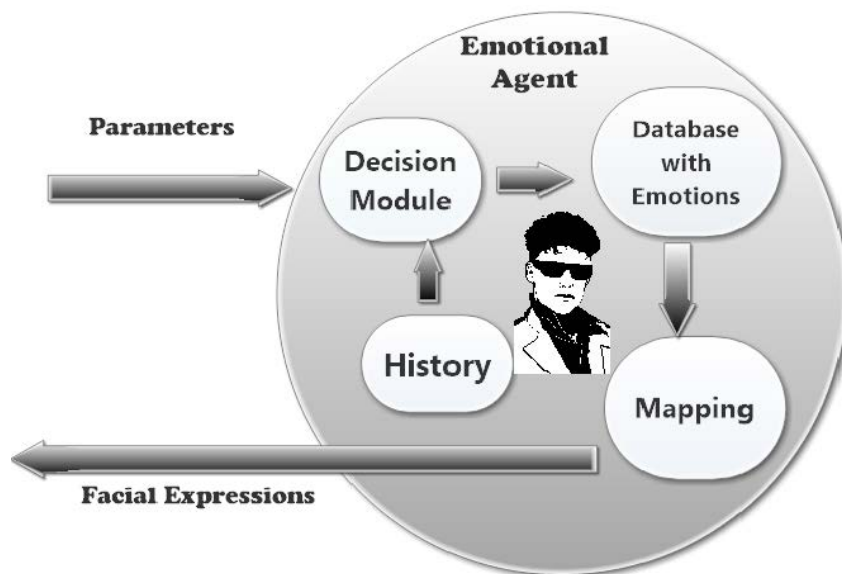 Emotional
Agent
Parameters
Decision
Module
Database
with
Emotions
History
Mapping
Facial Expressions